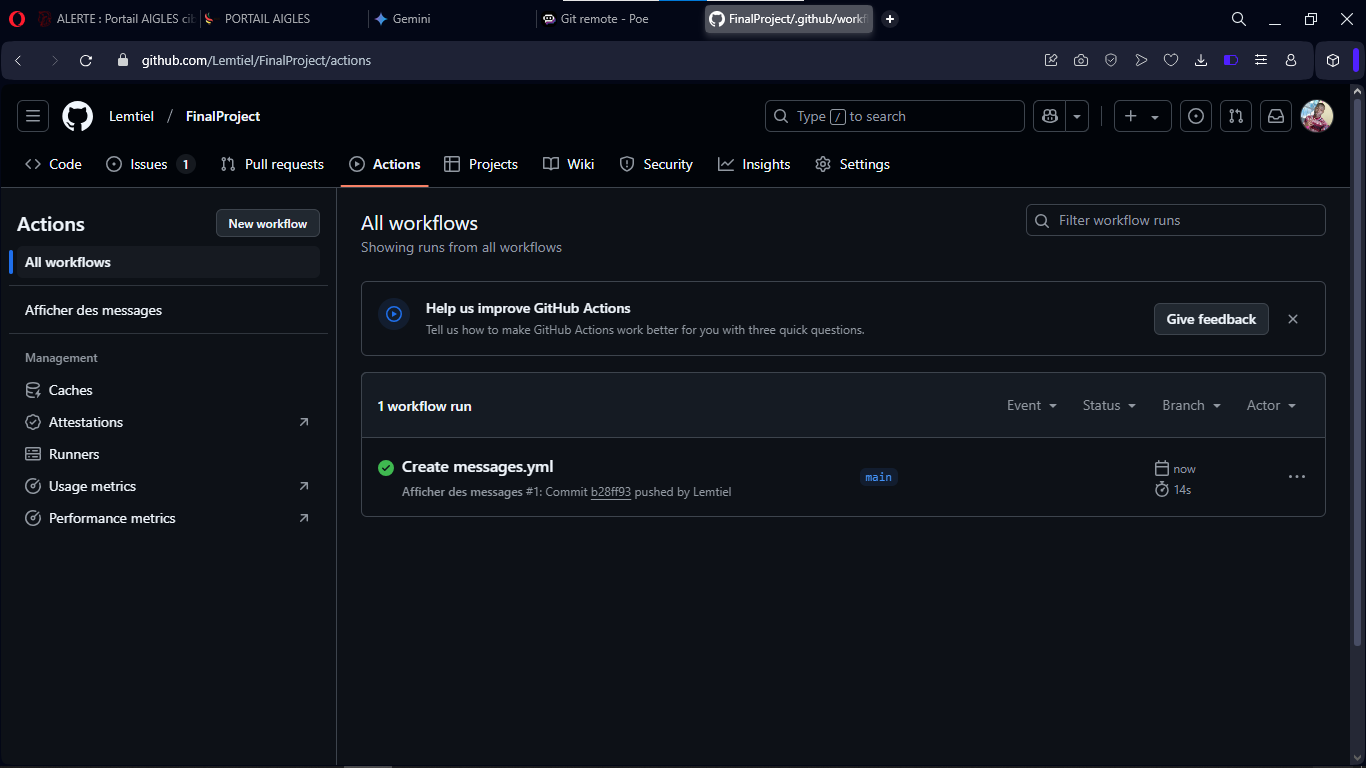 ALERTE : Portail AIGLES cib
PORTAIL AIGLES
Gemini
Git remote - Poe
FinalProject/.github/workf
github.com/Lemtiel/FinalProject/actions
Lemtiel / FinalProject
Type / to search
Code
Issues 1
Pull requests
Actions
Projects
Wiki
Security
Insights
Settings
Actions
New workflow
All workflows
Afficher des messages
Management
Caches
Attestations
Runners
Usage metrics
Performance metrics
All workflows
Showing runs from all workflows
Filter workflow runs
Help us improve GitHub Actions
Tell us how to make GitHub Actions work better for you with three quick questions.
Give feedback
1 workflow run
Event
Status
Branch
Actor
Create messages.yml
Afficher des messages #1: Commit b28ff93 pushed by Lemtiel
main
now
14s